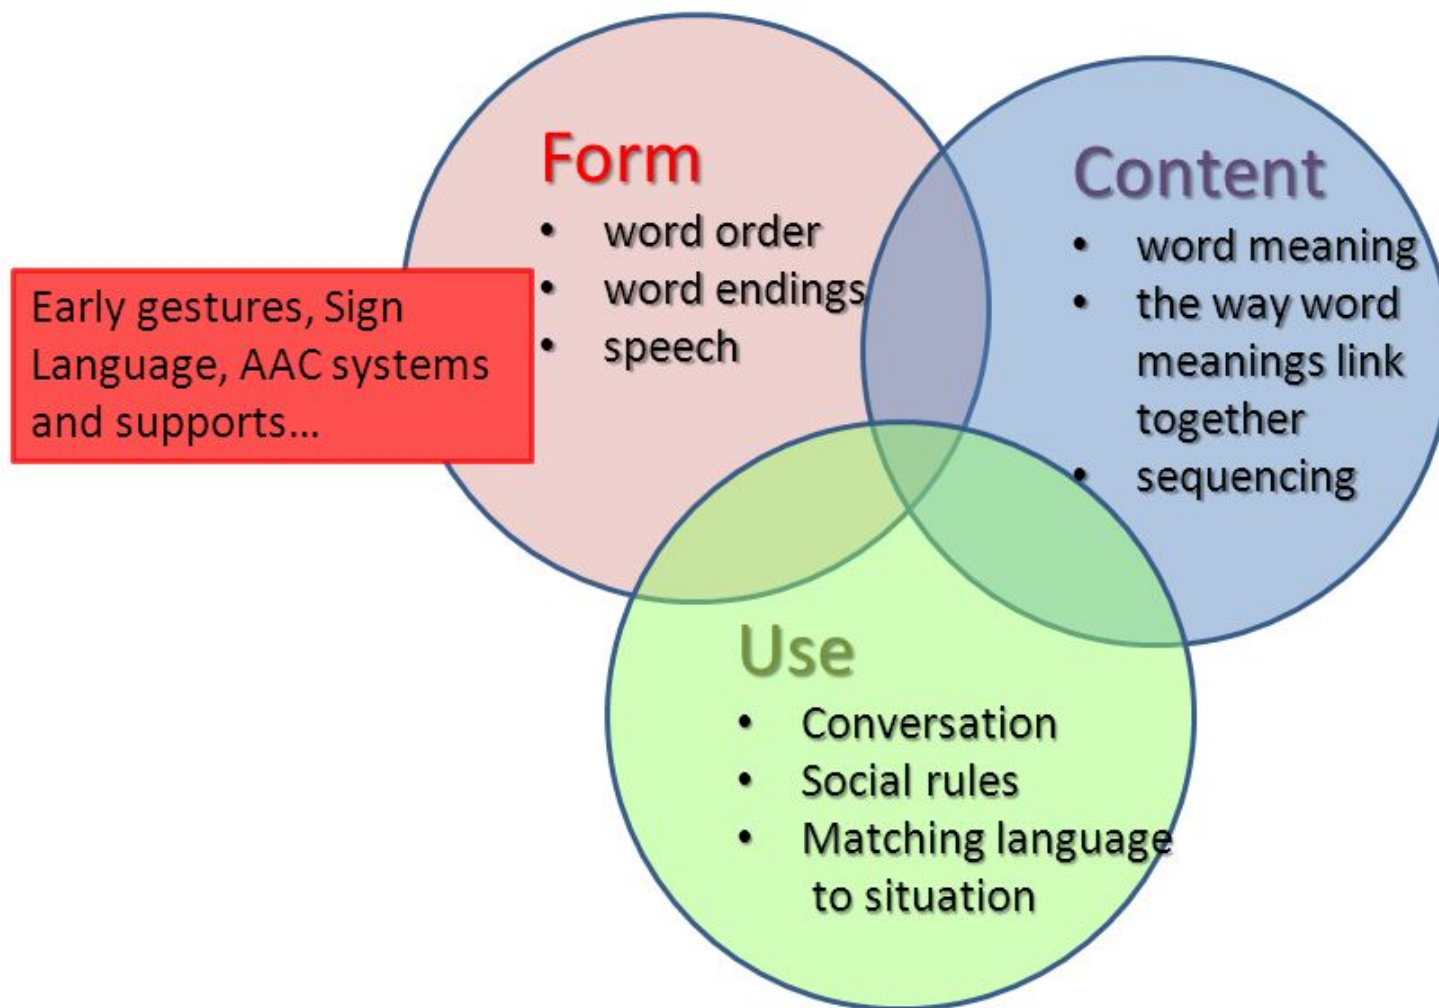 Form
• word order
• word endings
• speech
Early gestures, Sign
Language, AAC systems
and supports...
Content
• word meaning
• the way word
meanings link
together
• sequencing
Use
• Conversation
• Social rules
• Matching language
to situation